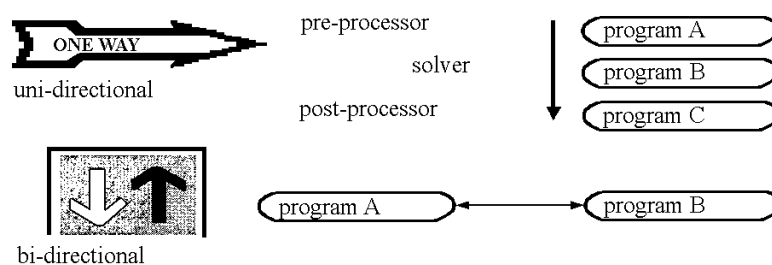 ONE WAY
uni-directional
pre-processor
solver
post-processor
program A
program B
program C
bi-directional
program A
program B